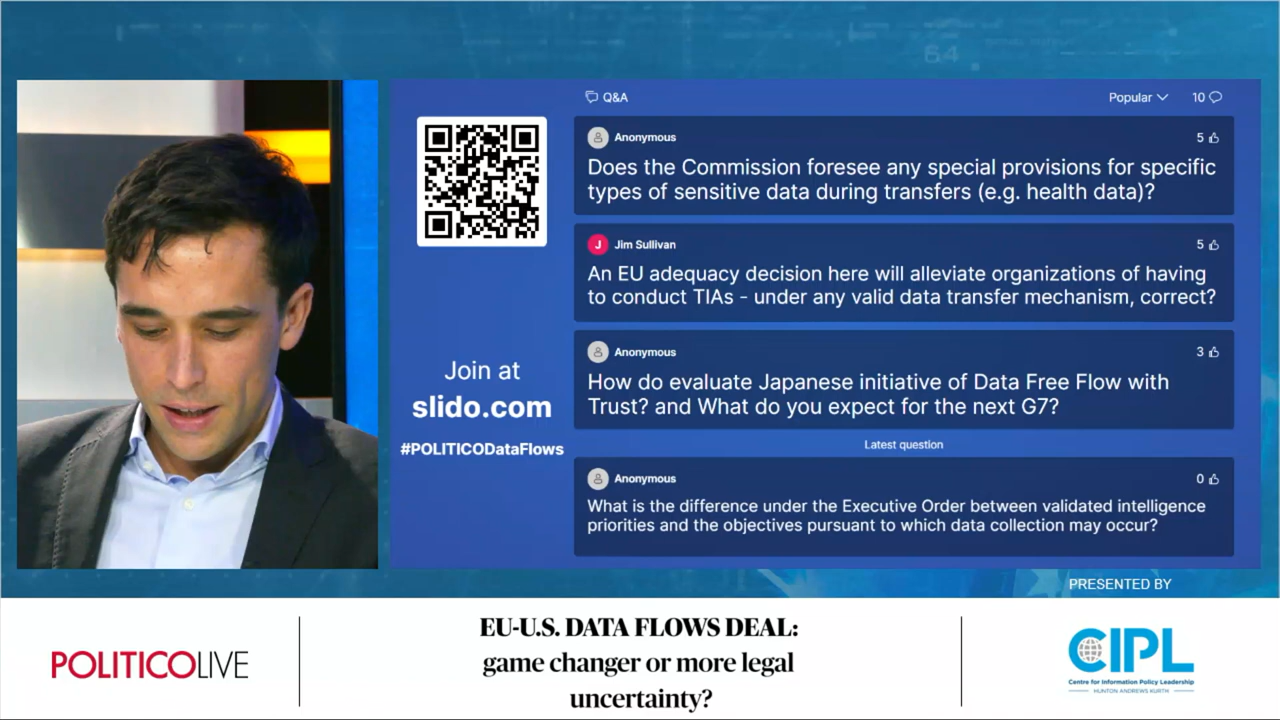 64
Q&A
Popular
10
Anonymous
5
Does the Commission foresee any special provisions for specific
types of sensitive data during transfers (e.g. health data)?
J
Jim Sullivan
5
An EU adequacy decision here will alleviate organizations of having
to conduct TIAs - under any valid data transfer mechanism, correct?
Anonymous
3
How do evaluate Japanese initiative of Data Free Flow with
Trust? and What do you expect for the next G7?
Latest question
Anonymous
0
What is the difference under the Executive Order between validated intelligence
priorities and the objectives pursuant to which data collection may occur?
Join at
slido.com
#POLITICODataFlows
PRESENTED BY
POLITICOLIVE
EU-U.S. DATA FLOWS DEAL:
game changer or more legal
uncertainty?
CIPL
Centre for Information Policy Leadership
HUNTON ANDREWS KURTH